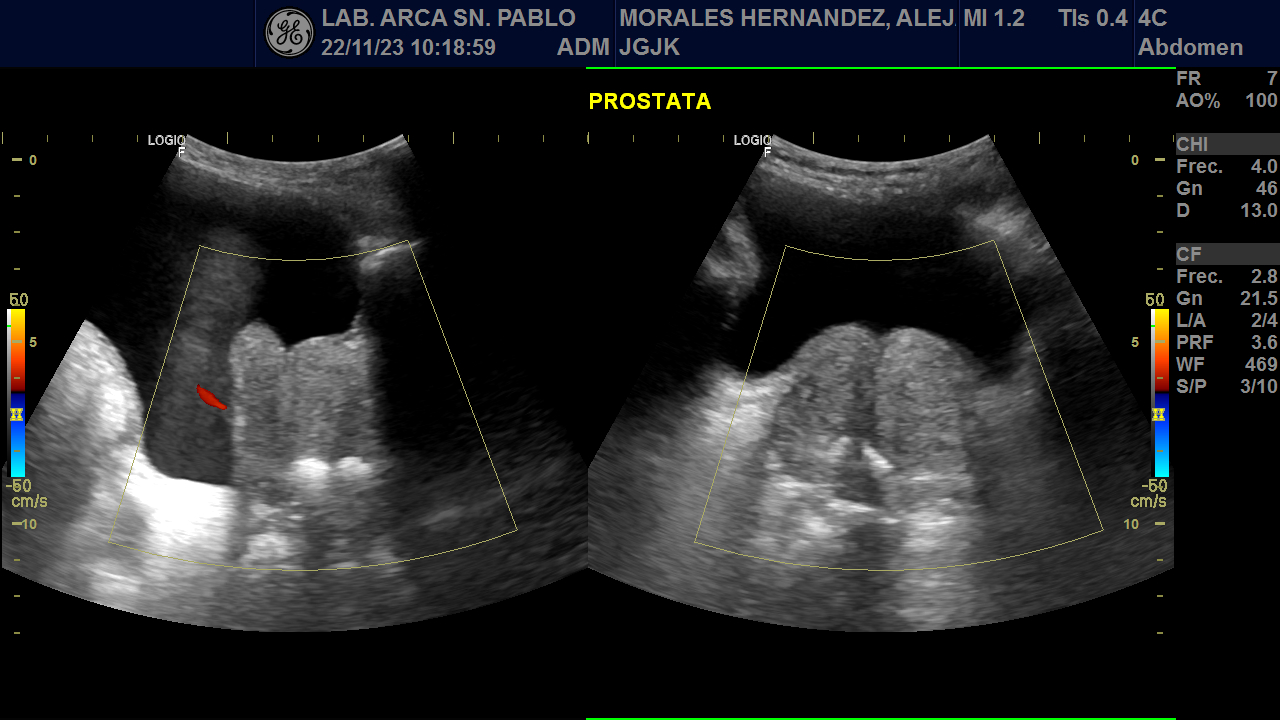 LAB. ARCA SN. PABLO
22/11/23 10:18:59 ADM
MORALES HERNANDEZ, ALEJ
JGJK
MI 1.2 TIs 0.4
4C
Abdomen
PROSTATA
LOGIQ
F
0
5
10
50
-50
cm/s
LOGIQ
F
0
5
10
50
-50
cm/s
FR 7
AO% 100
CHI
Frec. 4.0
Gn 46
D 13.0
CF
Frec. 2.8
Gn 21.5
L/A 2/4
PRF 3.6
WF 469
S/P 3/10